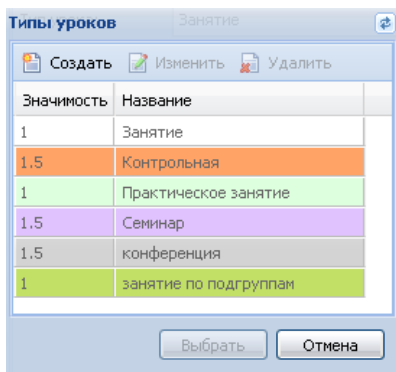 Типы уроков Занятие
Создать Изменить Удалить
Значимость Название
1 Занятие
1.5 Контрольная
1 Практическое занятие
1.5 Семинар
1.5 конференция
1 занятие по подгруппам
Выбрать Отмена